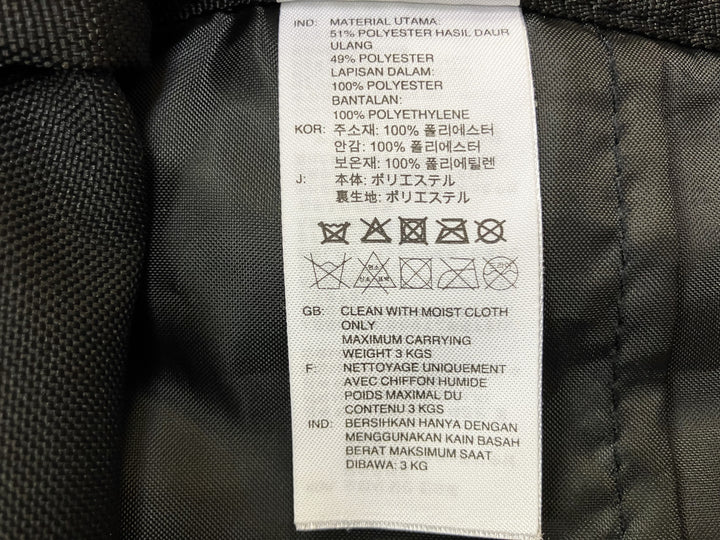 IND: MATERIAL UTAMA:
51% POLYESTER HASIL DAUR
ULANG
49% POLYESTER
LAPISAN DALAM:
100% POLYESTER
BANTALAN:
100% POLYETHYLENE
KOR: 주소재: 100% 폴리에스터
안감: 100% 폴리에스터
보온재: 100% 폴리에틸렌
J: 本体: ポリエステル
裏生地: ポリエステル
GB: CLEAN WITH MOIST CLOTH
ONLY
MAXIMUM CARRYING
WEIGHT 3 KGS
F: NETTOYAGE UNIQUEMENT
AVEC CHIFFON HUMIDE
POIDS MAXIMAL DU
CONTENU 3 KGS
IND: BERSIHKAN HANYA DENGAN
MENGGUNAKAN KAIN BASAH
BERAT MAKSIMUM SAAT
DIBAWA: 3 KG